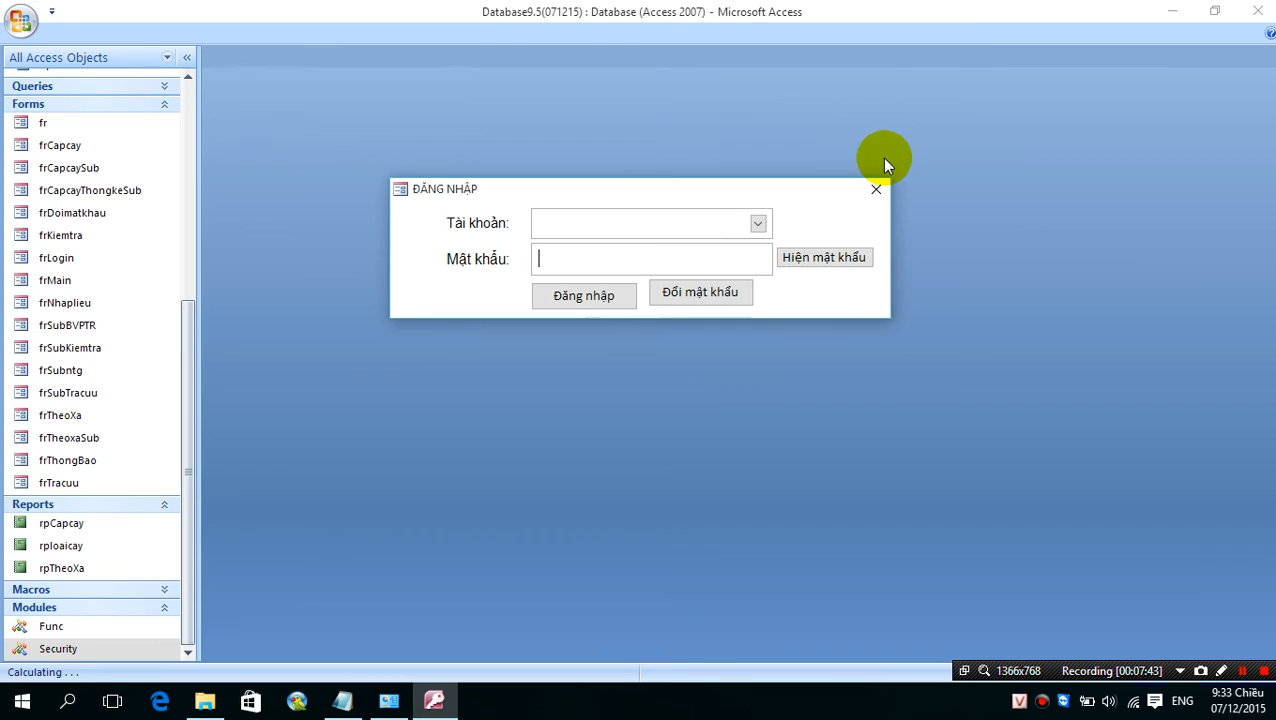 Database9.5(071215) : Database (Access 2007) - Microsoft Access
All Access Objects
Queries
Forms
fr
frCapcay
frCapcaySub
frCapcayThongkeSub
frDoimatkhau
frKiemtra
frLogin
frMain
frNhaplieu
frSubBVPTR
frSubKiemtra
frSubntg
frSubTracuu
frTheoXa
frTheoxaSub
frThongBao
frTracuu
Reports
rpCapcay
rploaicay
rpTheoXa
Macros
Modules
Func
Security
ĐĂNG NHẬP
Tài khoản:
Mật khẩu:
Hiện mật khẩu
Đăng nhập
Đổi mật khẩu
Calculating . . .
1366x768
Recording [00:07:43]
ENG
9:33 Chiều
07/12/2015